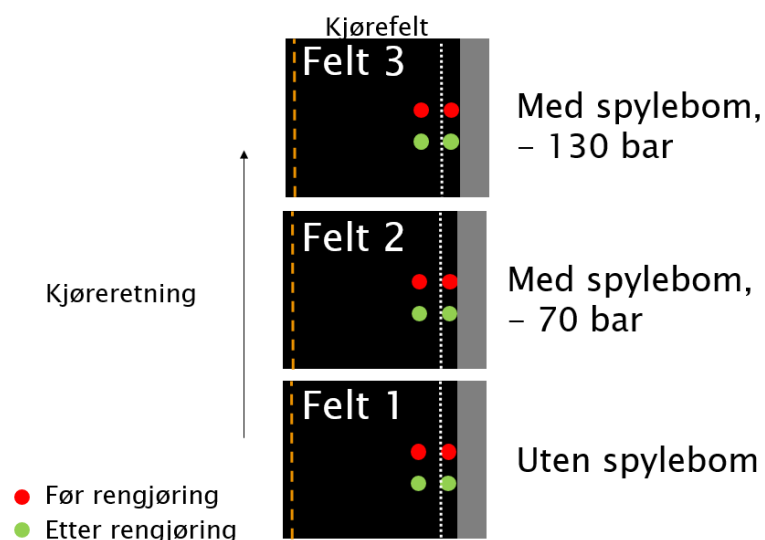 Kjørefelt
Felt 3
Med spylebom,
– 130 bar
Felt 2
Kjøreretning
Med spylebom,
– 70 bar
Felt 1
Uten spylebom
Før rengjøring
Etter rengjøring